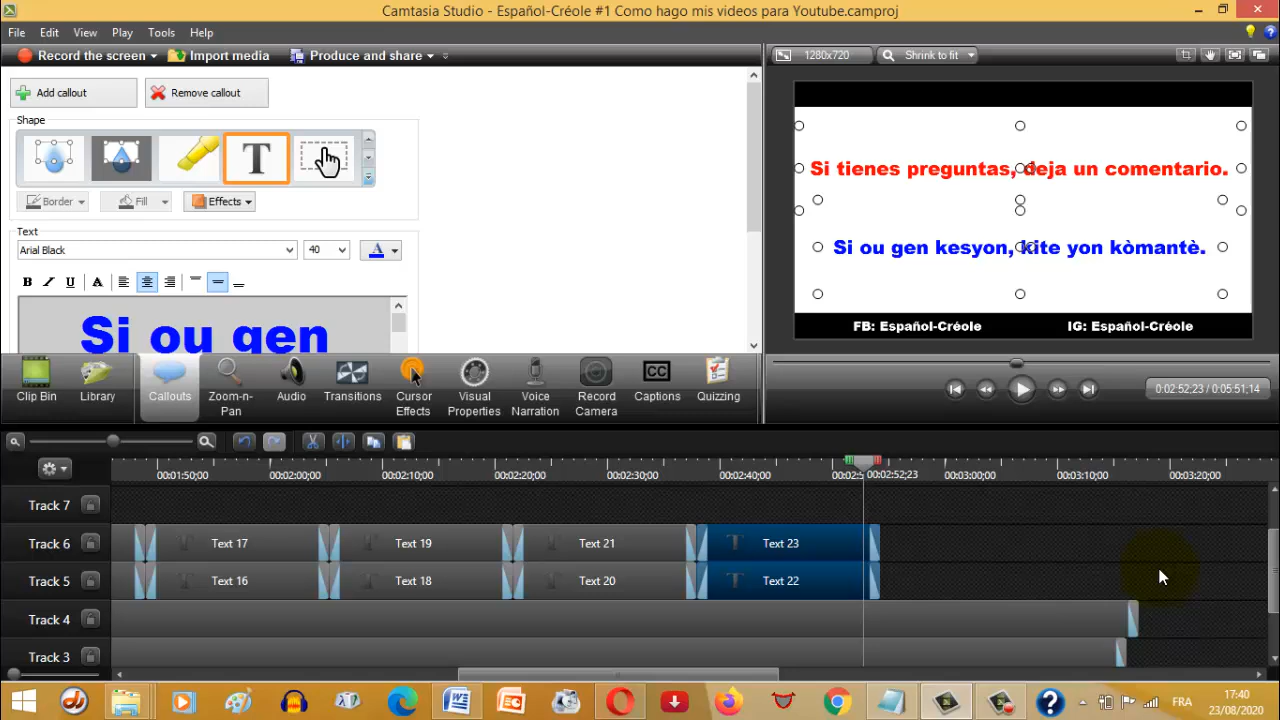 Camtasia Studio - Español-Créole #1 Como hago mis videos para Youtube.camproj
File Edit View Play Tools Help
Record the screen Import media Produce and share
1280x720 Shrink to fit
Add callout Remove callout
Shape
T
Border Fill Effects
Text
Arial Black 40 A
B I U A
Si ou gen
Si tienes preguntas, deja un comentario.
Si ou gen kesyon, kite yon kòmantè.
FB: Español-Créole IG: Español-Créole
0:02:52;23 / 0:05:51;14
CC
Clip Bin Library Callouts Zoom-n-Pan Audio Transitions Cursor Effects Visual Properties Voice Narration Record Camera Captions Quizzing
00:01:50;00 00:02:00;00 00:02:10;00 00:02:20;00 00:02:30;00 00:02:40;00 00:02:52;23 00:03:00;00 00:03:10;00 00:03:20;00
Track 7
Track 6 Text 17 Text 19 Text 21 Text 23
Track 5 Text 16 Text 18 Text 20 Text 22
Track 4
Track 3
FRA 17:40
23/08/2020